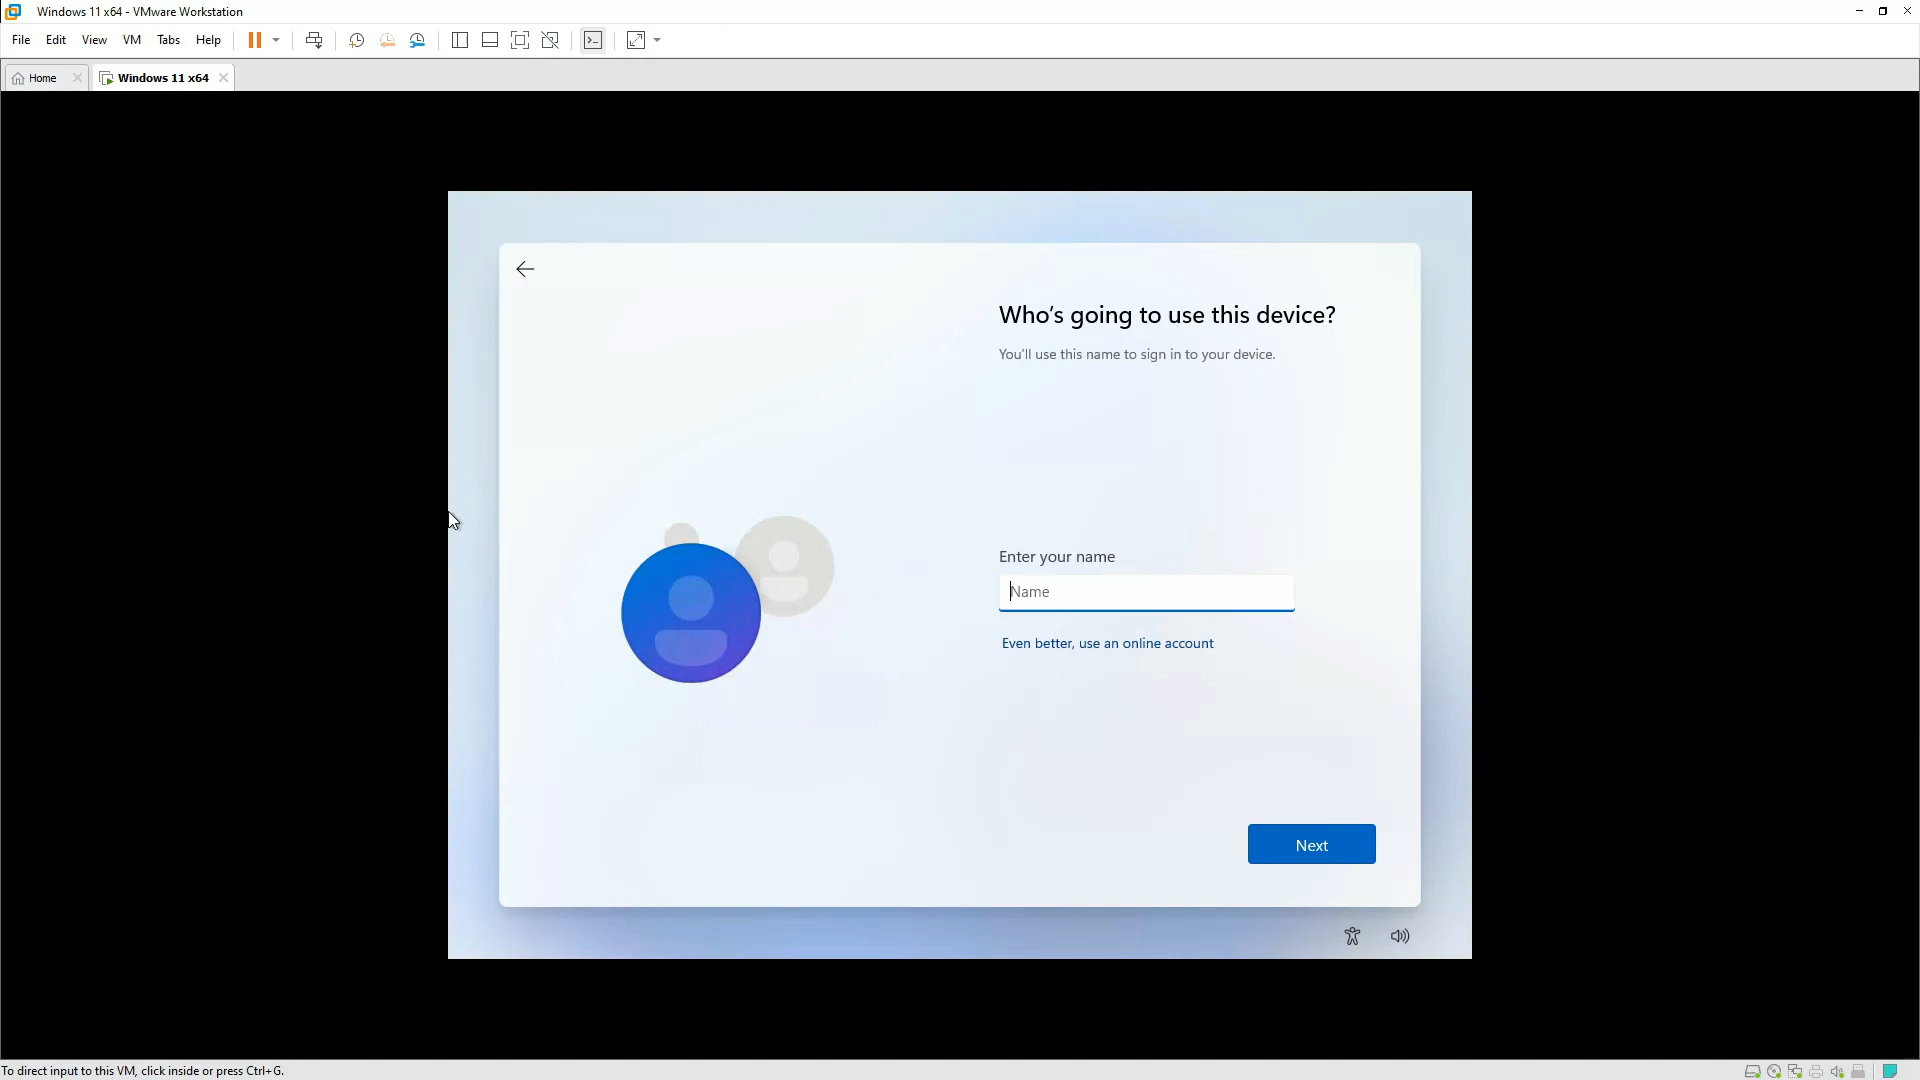 Windows 11 x64 - VMware Workstation
File Edit View VM Tabs Help
Home Windows 11 x64
Who's going to use this device?
You'll use this name to sign in to your device.
Enter your name
Name
Even better, use an online account
Next
To direct input to this VM, click inside or press Ctrl+G.